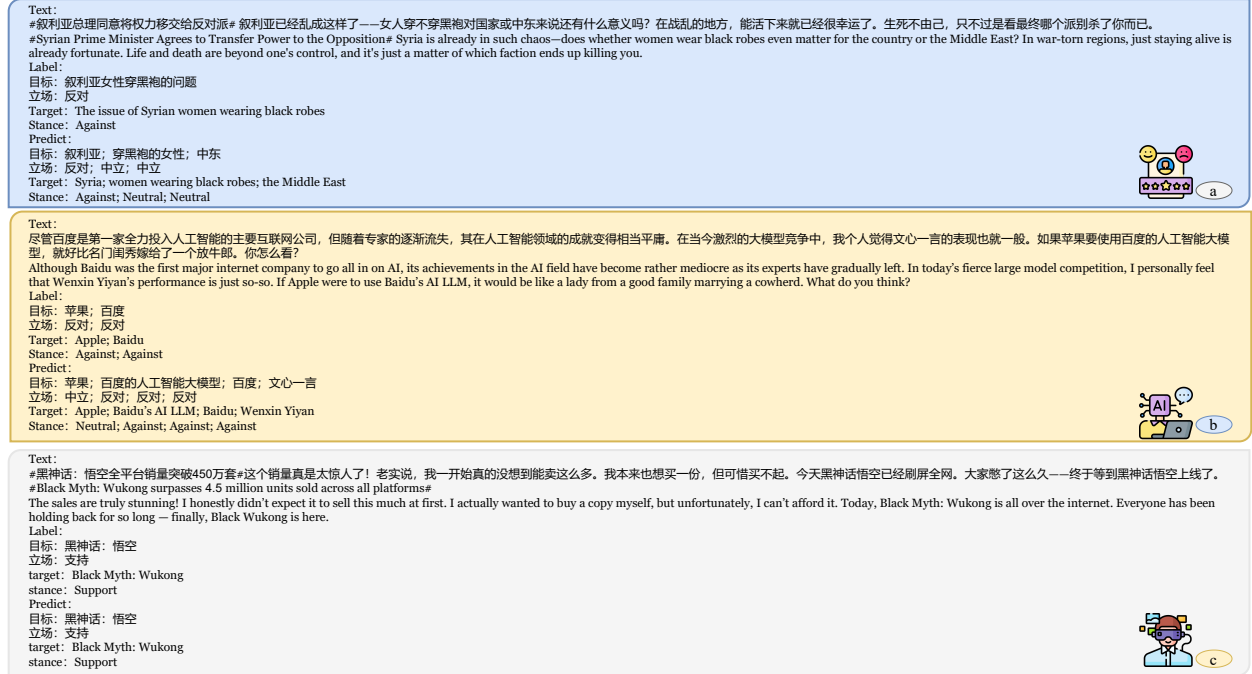 Text：
#叙利亚总理同意将权力移交给反对派# 叙利亚已经乱成这样了——女人穿不穿黑袍对国家或中东来说还有什么意义吗？在战乱的地方，能活下来就已经很幸运了。生死不由己，只不过是看最终哪个派别杀了你而已。
#Syrian Prime Minister Agrees to Transfer Power to the Opposition# Syria is already in such chaos—does whether women wear black robes even matter for the country or the Middle East? In war-torn regions, just staying alive is
already fortunate. Life and death are beyond one's control, and it's just a matter of which faction ends up killing you.
Label：
目标：叙利亚女性穿黑袍的问题
立场：反对
Target：The issue of Syrian women wearing black robes
Stance：Against
Predict：
目标：叙利亚；穿黑袍的女性；中东
立场：反对；中立；中立
Target：Syria; women wearing black robes; the Middle East
Stance：Against; Neutral; Neutral
a
Text：
尽管百度是第一家全力投入人工智能的主要互联网公司，但随着专家的逐渐流失，其在人工智能领域的成就变得相当平庸。在当今激烈的大模型竞争中，我个人觉得文心一言的表现也就一般。如果苹果要使用百度的人工智能大模
型，就好比名门闺秀嫁给了一个放牛郎。你怎么看？
Although Baidu was the first major internet company to go all in on AI, its achievements in the AI field have become rather mediocre as its experts have gradually left. In today's fierce large model competition, I personally feel
that Wenxin Yiyan's performance is just so-so. If Apple were to use Baidu's AI LLM, it would be like a lady from a good family marrying a cowherd. What do you think?
Label：
目标：苹果；百度
立场：反对；反对
Target：Apple; Baidu
Stance：Against; Against
Predict：
目标：苹果；百度的人工智能大模型；百度；文心一言
立场：中立；反对；反对；反对
Target：Apple; Baidu's AI LLM; Baidu; Wenxin Yiyan
Stance：Neutral; Against; Against; Against
AI
b
Text：
#黑神话：悟空全平台销量突破450万套#这个销量真是太惊人了！老实说，我一开始真的没想到能卖这么多。我本来也想买一份，但可惜买不起。今天黑神话悟空已经刷屏全网。大家憋了这么久——终于等到黑神话悟空上线了。
#Black Myth: Wukong surpasses 4.5 million units sold across all platforms#
The sales are truly stunning! I honestly didn't expect it to sell this much at first. I actually wanted to buy a copy myself, but unfortunately, I can't afford it. Today, Black Myth: Wukong is all over the internet. Everyone has been
holding back for so long — finally, Black Wukong is here.
Label：
目标：黑神话：悟空
立场：支持
target：Black Myth: Wukong
stance：Support
Predict：
目标：黑神话：悟空
立场：支持
target：Black Myth: Wukong
stance：Support
c